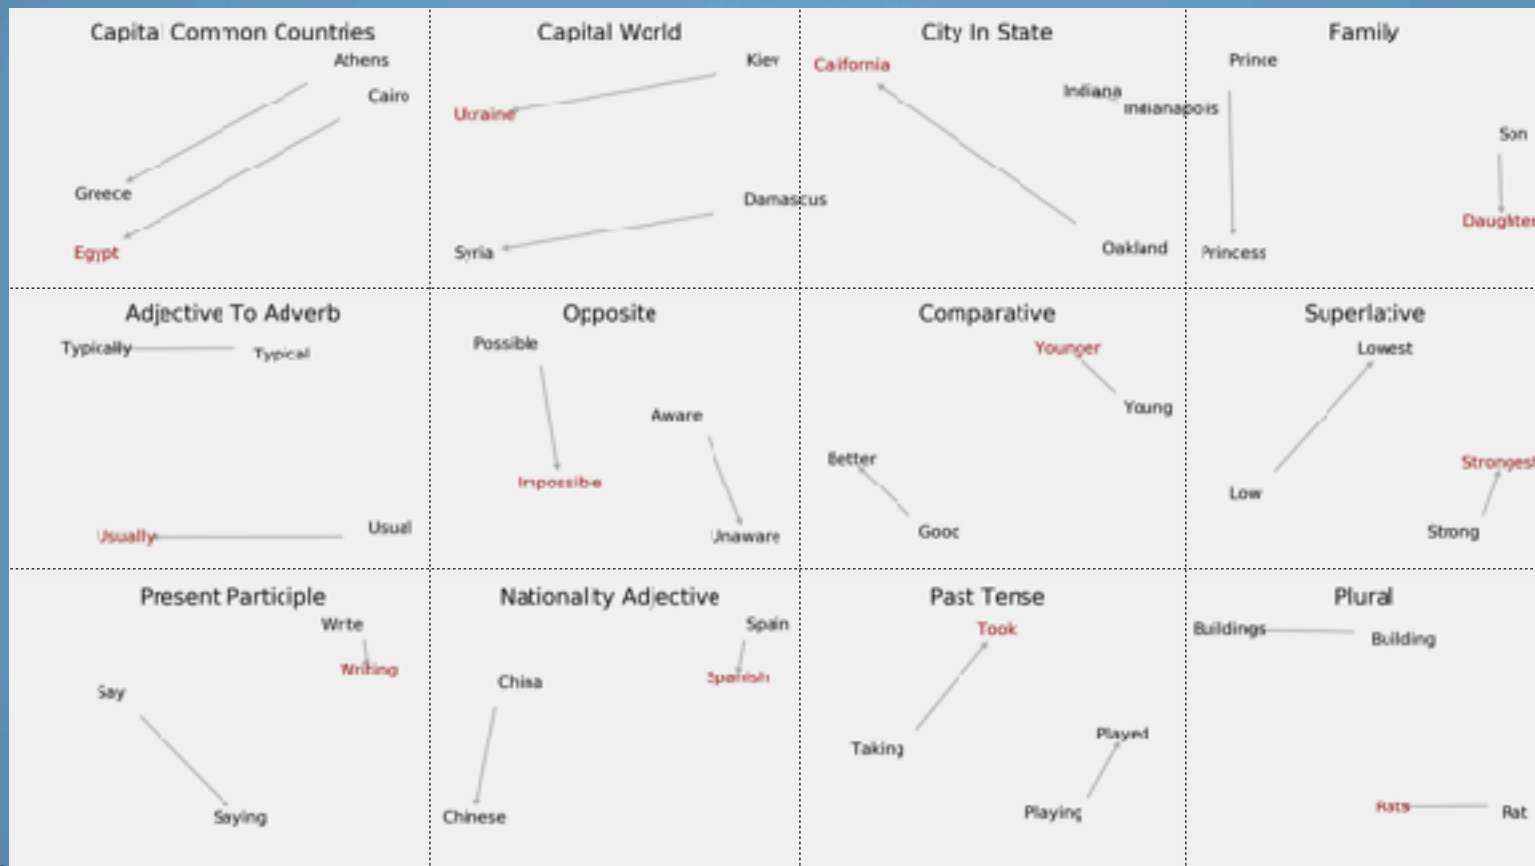 Capital Common Countries
Athens
Cairo
Greece
Egypt
Capital World
Kiev
Ukraine
Damascus
Syria
City In State
California
Indiana
Indianapois
Oakland
Family
Prince
Son
Daughter
Princess
Adjective To Adverb
Typically
Typical
Usually
Usual
Opposite
Possible
Aware
Impossible
Unaware
Comparative
Younger
Young
Better
Good
Superlative
Lowest
Strongest
Low
Strong
Present Participle
Write
Writing
Say
Saying
Nationality Adjective
Spain
Spanish
China
Chinese
Past Tense
Took
Taking
Played
Playing
Plural
Buildings
Building
Rats
Rat